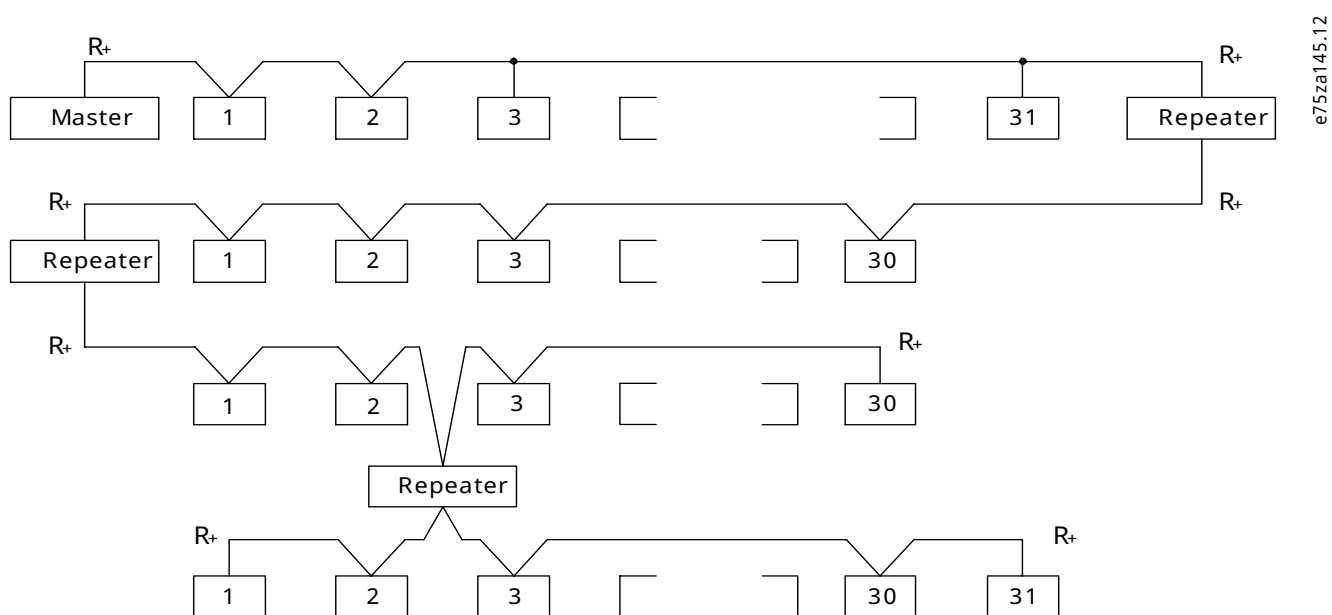 R+ R+
Master 1 2 3 31 Repeater
R+ R+
Repeater 1 2 3 30
R+ R+
1 2 3 30
Repeater
R+ R+
1 2 3 30 31
e75za145.12